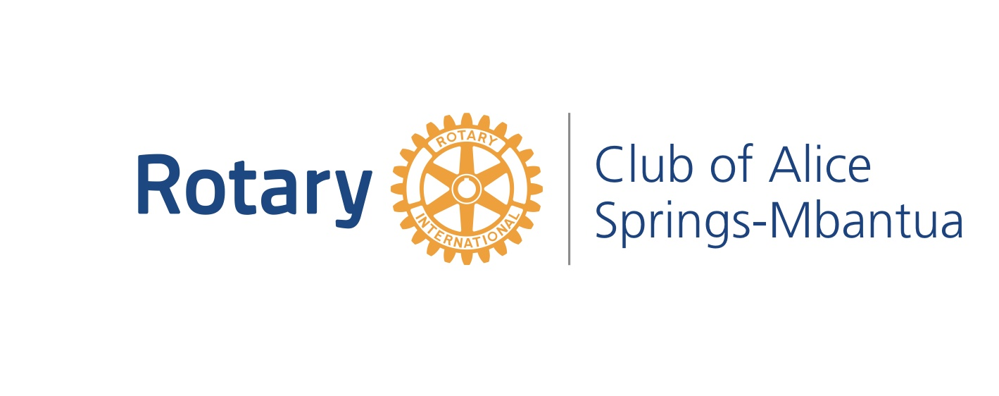 Rotary
ROTARY
INTERNATIONAL
Club of Alice
Springs-Mbantua